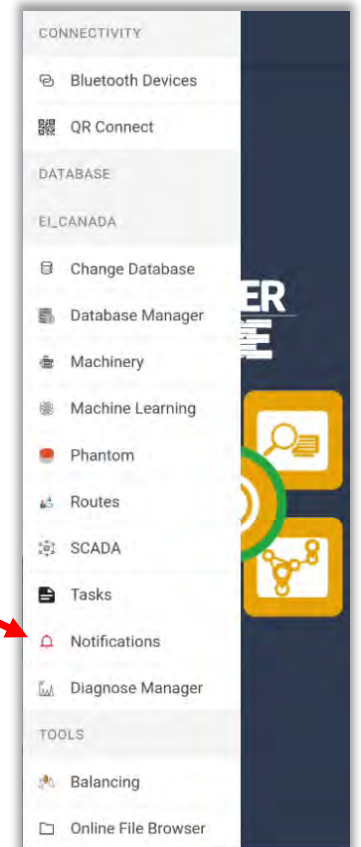 CONNECTIVITY
Bluetooth Devices
QR Connect
DATABASE
EI_CANADA
Change Database
ER
Database Manager
Machinery
Machine Learning
Phantom
Routes
SCADA
Tasks
Notifications
Diagnose Manager
TOOLS
Balancing
Online File Browser